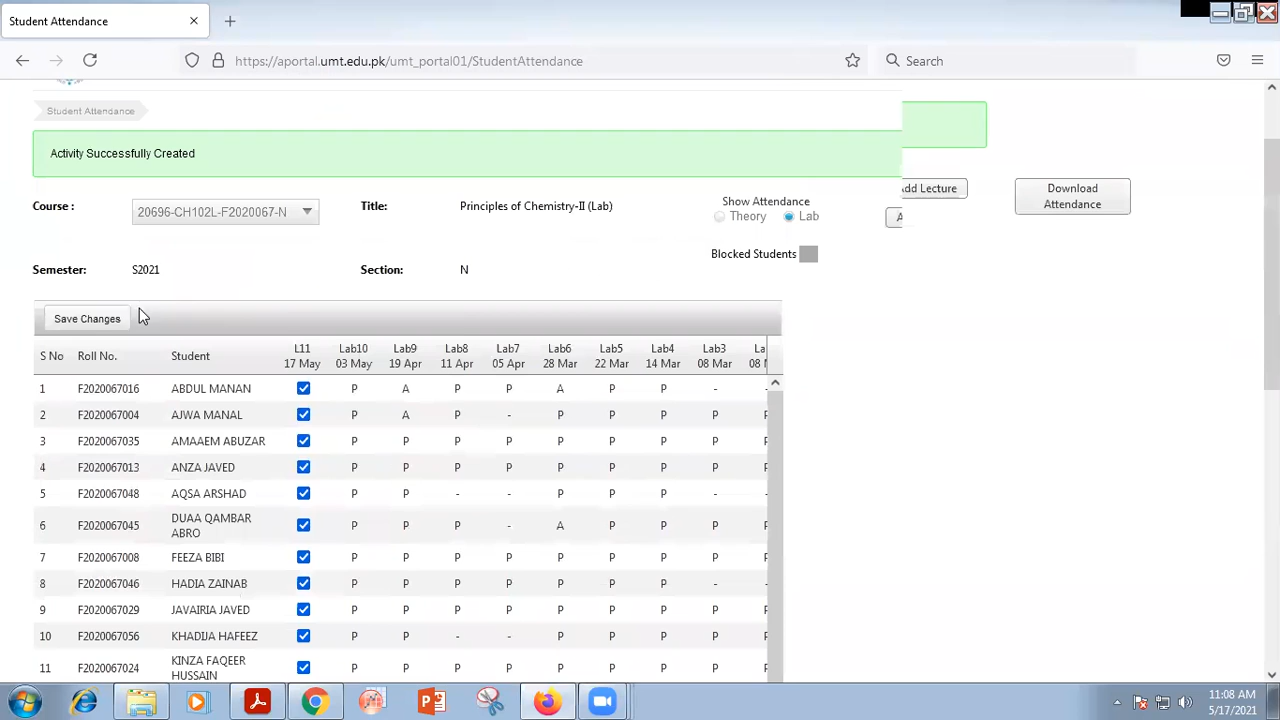 Student Attendance
https://aportal.umt.edu.pk/umt_portal01/StudentAttendance
Search
Student Attendance
Activity Successfully Created
Course :
20696-CH102L-F2020067-N
Title:
Principles of Chemistry-II (Lab)
Show Attendance
Theory
Lab
dd Lecture
Download
Attendance
Blocked Students
Semester:
S2021
Section:
N
Save Changes
S No Roll No. Student L11 17 May Lab10 03 May Lab9 19 Apr Lab8 11 Apr Lab7 05 Apr Lab6 28 Mar Lab5 22 Mar Lab4 14 Mar Lab3 08 Mar La
1 F2020067016 ABDUL MANAN P A P P A P P - -
2 F2020067004 AJWA MANAL P A P - P P P P P
3 F2020067035 AMAAEM ABUZAR P P P P P P P P P
4 F2020067013 ANZA JAVED P P P P P P P P P
5 F2020067048 AQSA ARSHAD P P - - P P P - -
6 F2020067045 DUAA QAMBAR ABRO P P P - A P P P P
7 F2020067008 FEEZA BIBI P P P P P P P P P
8 F2020067046 HADIA ZAINAB P P P P P P P - -
9 F2020067029 JAVAIRIA JAVED P P P P P P P P P
10 F2020067056 KHADIJA HAFEEZ P P - - P P P P P
11 F2020067024 KINZA FAQEER HUSSAIN P P P P P P P P P
11:08 AM
5/17/2021